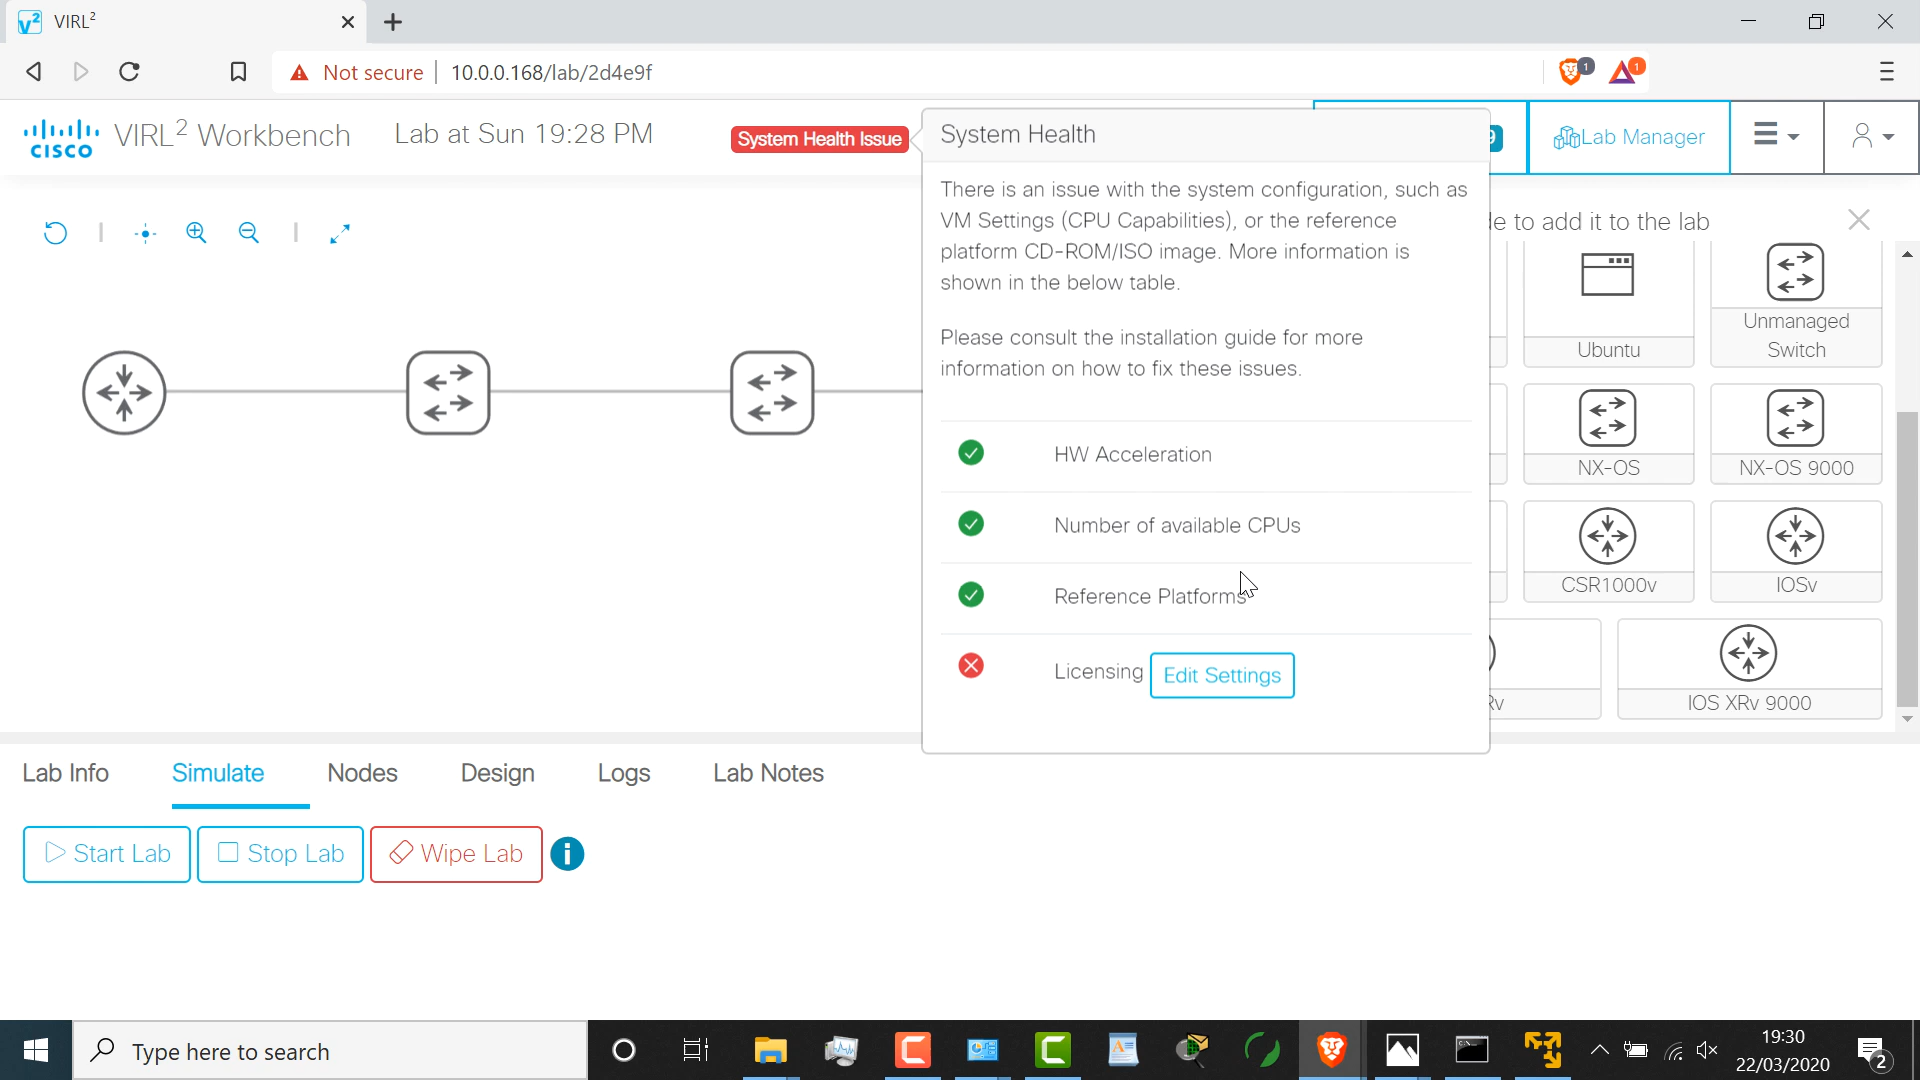 VIRL²
Not secure
10.0.0.168/lab/2d4e9f
1
1
CISCO
VIRL² Workbench
Lab at Sun 19:28 PM
System Health Issue
System Health
9
Lab Manager
There is an issue with the system configuration, such as
VM Settings (CPU Capabilities), or the reference
platform CD-ROM/ISO image. More information is
shown in the below table.
Please consult the installation guide for more
information on how to fix these issues.
HW Acceleration
Number of available CPUs
Reference Platforms
Licensing
Edit Settings
de to add it to the lab
Ubuntu
Unmanaged
Switch
NX-OS
NX-OS 9000
CSR1000v
IOSv
Rv
IOS XRv 9000
Lab Info
Simulate
Nodes
Design
Logs
Lab Notes
Start Lab
Stop Lab
Wipe Lab
i
Type here to search
19:30
22/03/2020
2